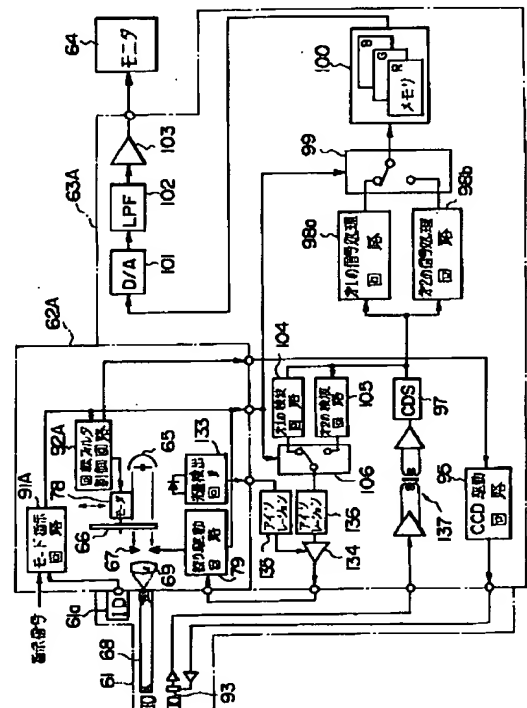 64
モニタ
103
63A
102
LPF
101
D/A
100
B
G
R
メモリ
99
98a
第1の信号処理
回路
98b
第2の信号処理
回路
62A
91A
モード指示
回路
指示信号
92A
回転フィルタ
制御回路
78
モータ
66
65
67
69
133
光量検出
回路
絞り駆動
回路
79
61a
ID
68
61
93
104
第1の検波
回路
第2の検波
回路
105
106
135
アイソ
レーション
アイソ
レーション
136
134
CDS
97
137
CCD駆動
回路
95